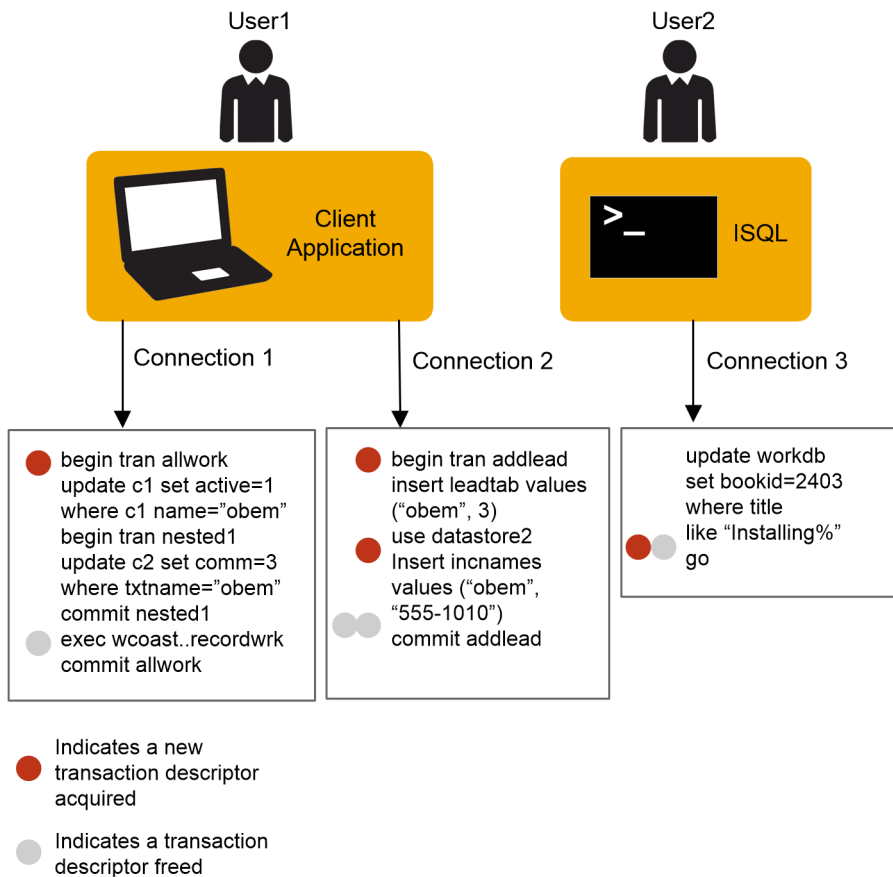 User1
User2
Client
Application
>_
ISQL
Connection 1
Connection 2
Connection 3
begin tran allwork
update c1 set active=1
where c1 name=”obem”
begin tran nested1
update c2 set comm=3
where txtname=”obem”
commit nested1
exec wcoast..recordwrk
commit allwork
begin tran addlead
insert leadtab values
(“obem”, 3)
use datastore2
Insert incnames
values (“obem”,
“555-1010”)
commit addlead
update workdb
set bookid=2403
where title
like “Installing%”
go
Indicates a new
transaction descriptor
acquired
Indicates a transaction
descriptor freed